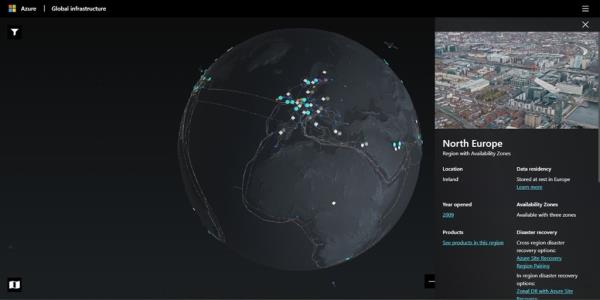 Azure | Global infrastructure
North Europe
Region with Availability Zones
Location
Ireland
Data residency
Stored at rest in Europe
Learn more
Year opened
2009
Availability Zones
Available with three zones
Products
See products in this region
Disaster recovery
Cross-region disaster
recovery options:
Azure Site Recovery
Region Pairing
In-region disaster recovery
options:
Zonal DR with Azure Site
Recovery